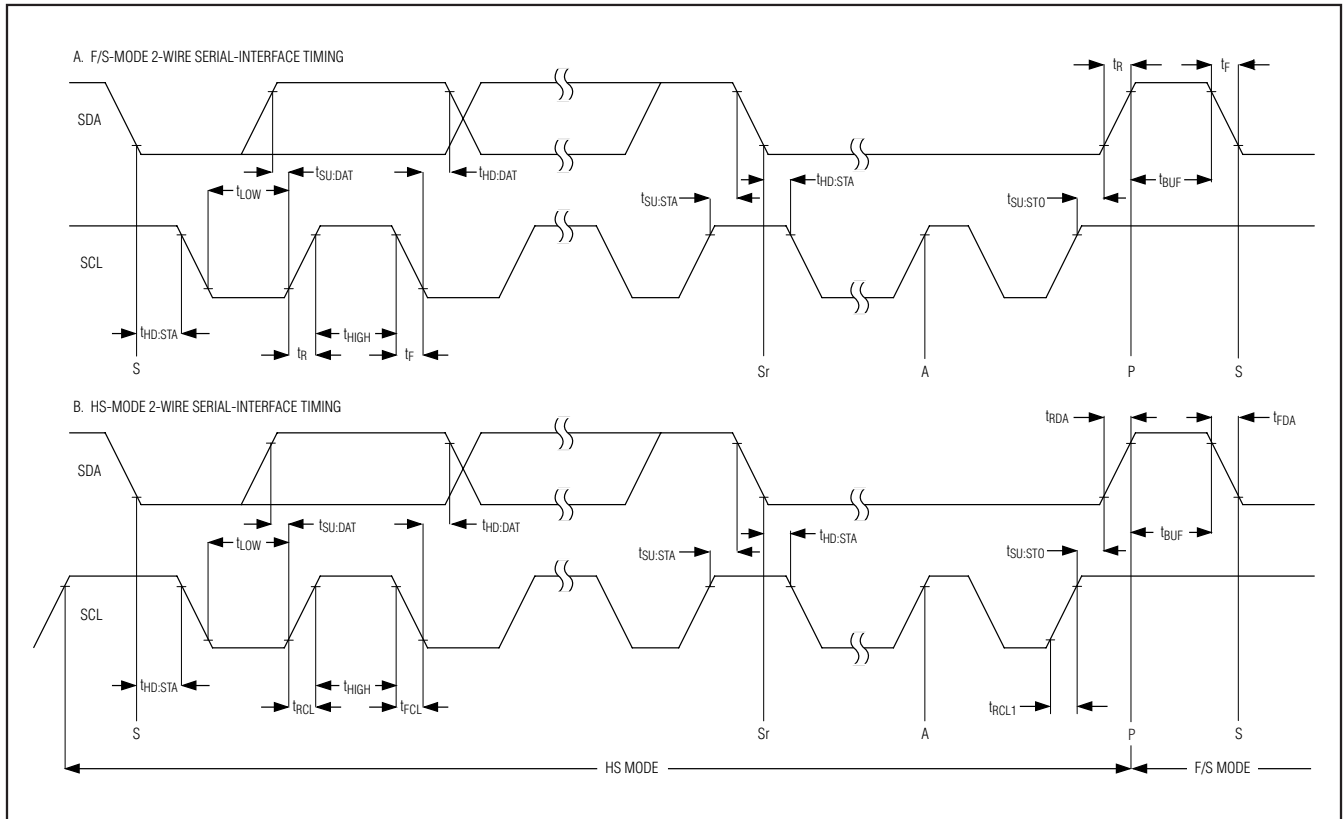 A. F/S-MODE 2-WIRE SERIAL-INTERFACE TIMING
tR
tF
SDA
tSU:DAT
tHD:DAT
tLOW
tHD:STA
tSU:STA
tSU:STO
tBUF
SCL
tHD:STA
tR
tHIGH
tF
S
Sr
A
P
S
B. HS-MODE 2-WIRE SERIAL-INTERFACE TIMING
tRDA
tFDA
SDA
tSU:DAT
tHD:DAT
tLOW
tHD:STA
tSU:STA
tSU:STO
tBUF
SCL
tHD:STA
tRCL
tHIGH
tFCL
tRCL1
S
Sr
A
P
S
HS MODE
F/S MODE